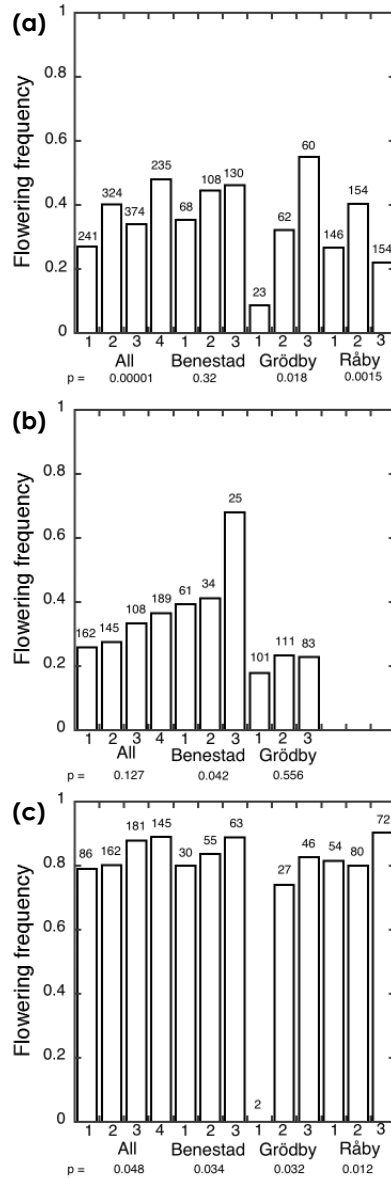 (a)
Flowering frequency
1
0.8
0.6
0.4
0.2
0
241 324 374 235 68 108 130 23 62 60 146 154 154
1 2 3 4 1 2 3 1 2 3 1 2 3
All Benestad Grödby Råby
p = 0.00001 0.32 0.018 0.0015
(b)
Flowering frequency
1
0.8
0.6
0.4
0.2
0
162 145 108 189 61 34 25 101 111 83
1 2 3 4 1 2 3 1 2 3
All Benestad Grödby
p = 0.127 0.042 0.556
(c)
Flowering frequency
1
0.8
0.6
0.4
0.2
0
86 162 181 145 30 55 63 2 27 46 54 80 72
1 2 3 4 1 2 3 1 2 3 1 2 3
All Benestad Grödby Råby
p = 0.048 0.034 0.032 0.012